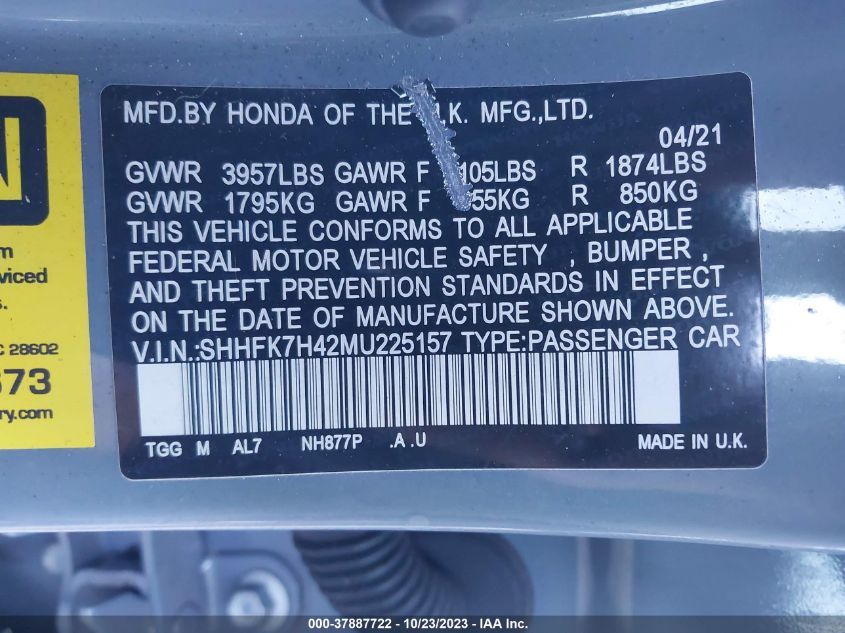 MFD.BY HONDA OF THE .K. MFG.,LTD.
04/21
GVWR 3957LBS GAWR F 105LBS R 1874LBS
GVWR 1795KG GAWR F 55KG R 850KG
THIS VEHICLE CONFORMS TO ALL APPLICABLE
FEDERAL MOTOR VEHICLE SAFETY , BUMPER ,
AND THEFT PREVENTION STANDARDS IN EFFECT
ON THE DATE OF MANUFACTURE SHOWN ABOVE.
V.I.N.:SHHFK7H42MU225157 TYPE:PASSENGER CAR
TGG M AL7 NH877P .A .U MADE IN U.K.
N
m
viced
s.
C 28602
373
ry.com
000-37887722 - 10/23/2023 - IAA Inc.